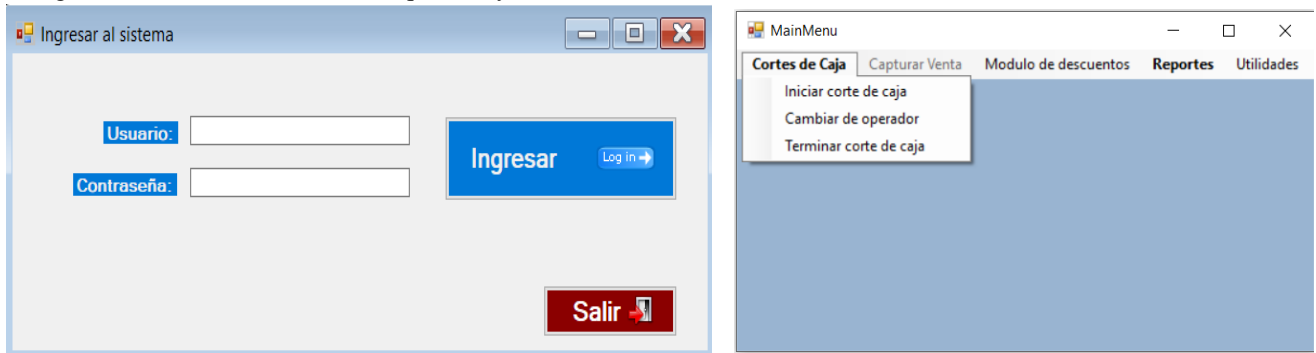 Ingresar al sistema
Usuario:
Contraseña:
Ingresar Log in
Salir
MainMenu
Cortes de Caja Capturar Venta Modulo de descuentos Reportes Utilidades
Iniciar corte de caja
Cambiar de operador
Terminar corte de caja